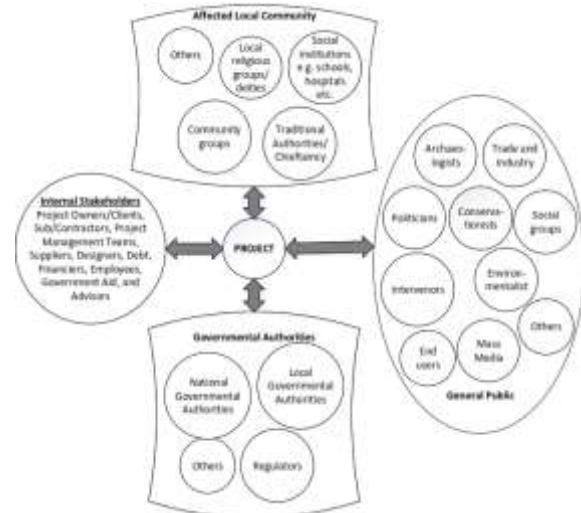 Affected Local Community
Others
Local
religious
groups/
deities
Social
institutions
e.g. schools,
hospitals
etc.
Community
groups
Traditional
Authorities/
Chieftancy
Internal Stakeholders
Project Owners/Clients,
Sub/Contractors, Project
Management Teams,
Suppliers, Designers, Debt,
Financiers, Employees,
Government Aid, and
Advisors
PROJECT
Archaeo-
logists
Trade and
Industry
Politicians
Conserva-
tionists
Social
groups
Intervenors
Environ-
mentalist
Others
End
users
Mass
Media
General Public
Governmental Authorities
National
Governmental
Authorities
Local
Governmental
Authorities
Others
Regulators